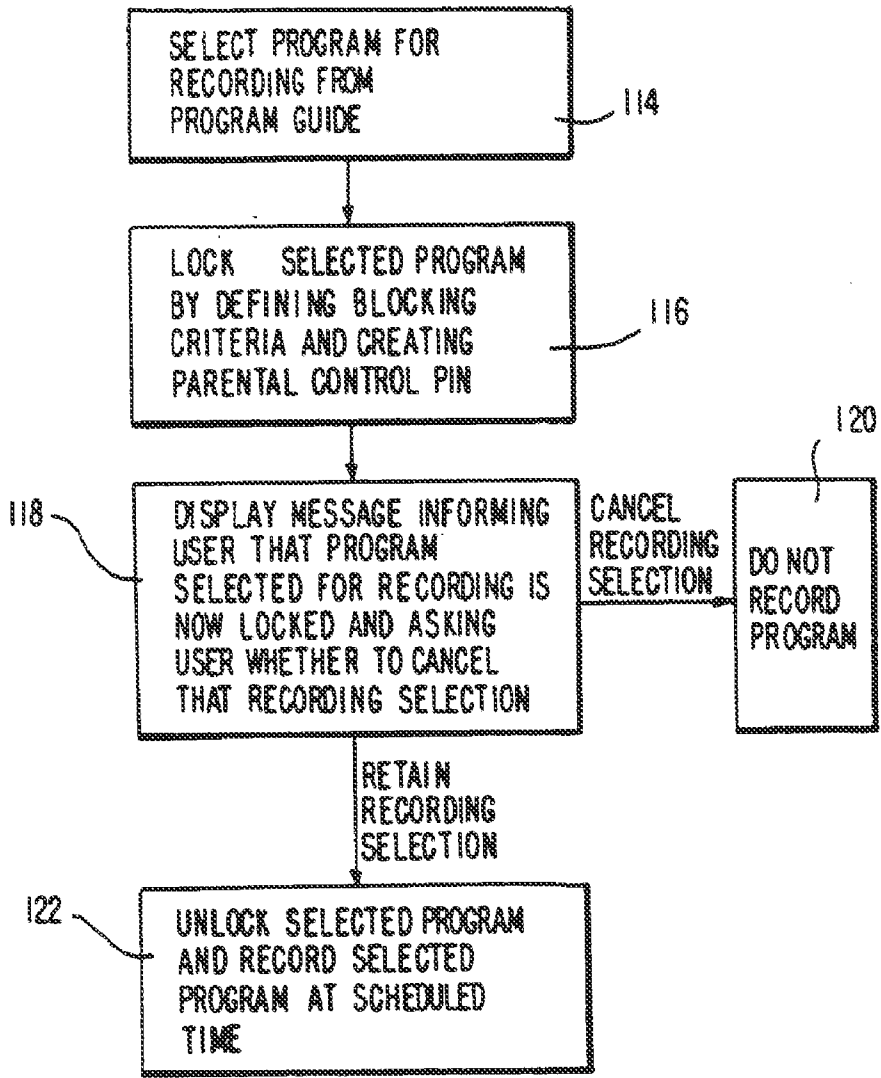 SELECT PROGRAM FOR
RECORDING FROM
PROGRAM GUIDE
114
LOCK SELECTED PROGRAM
BY DEFINING BLOCKING
CRITERIA AND CREATING
PARENTAL CONTROL PIN
116
120
118
DISPLAY MESSAGE INFORMING
USER THAT PROGRAM
SELECTED FOR RECORDING IS
NOW LOCKED AND ASKING
USER WHETHER TO CANCEL
THAT RECORDING SELECTION
CANCEL
RECORDING
SELECTION
DO NOT
RECORD
PROGRAM
RETAIN
RECORDING
SELECTION
122
UNLOCK SELECTED PROGRAM
AND RECORD SELECTED
PROGRAM AT SCHEDULED
TIME